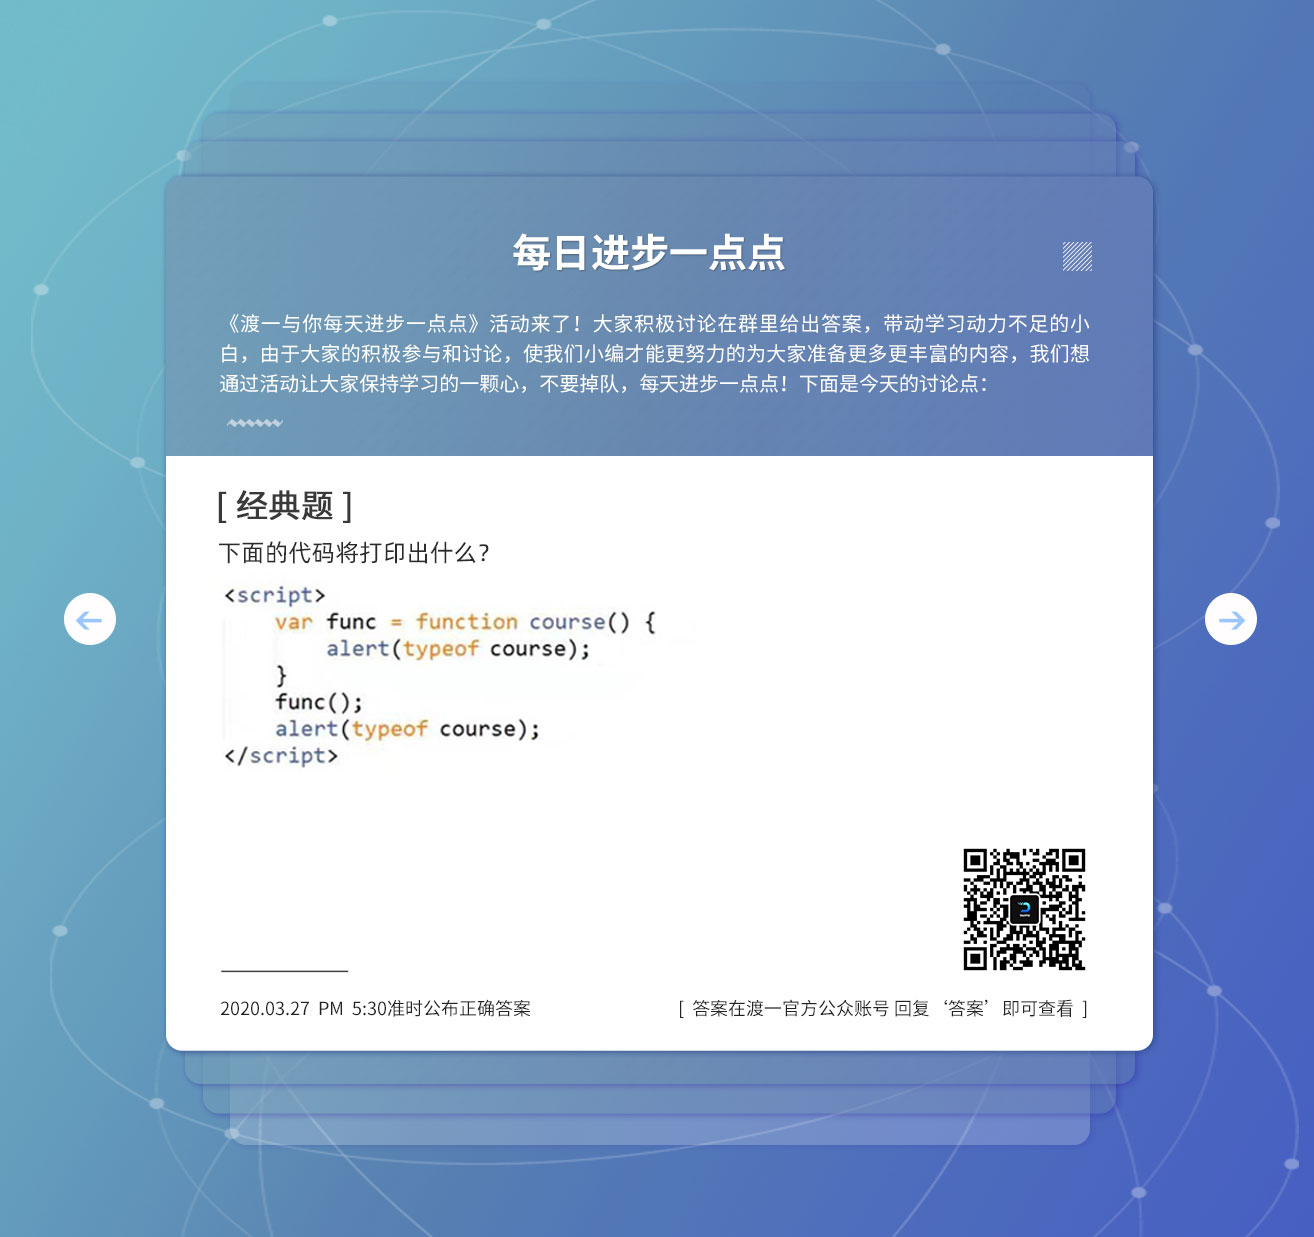 每日进步一点点
《渡一与你每天进步一点点》活动来了！大家积极讨论在群里给出答案，带动学习动力不足的小
白，由于大家的积极参与和讨论，使我们小编才能更努力的为大家准备更多更丰富的内容，我们想
通过活动让大家保持学习的一颗心，不要掉队，每天进步一点点！下面是今天的讨论点：
[ 经典题 ]
下面的代码将打印出什么？
<script>
    var func = function course() {
        alert(typeof course);
    }
    func();
    alert(typeof course);
</script>
2020.03.27 PM 5:30准时公布正确答案
[ 答案在渡一官方公众账号 回复‘答案’即可查看 ]